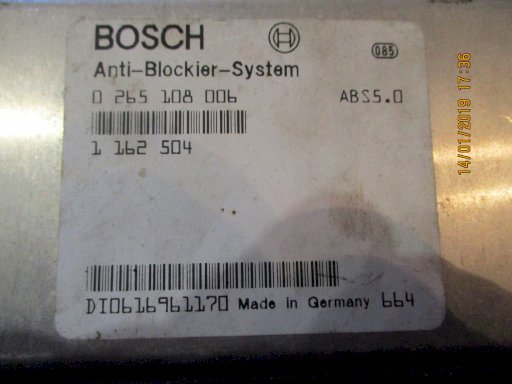 BOSCH
085
Anti-Blockier-System
0 265 108 006 ABS5.0
1 162 504
DI0616961170 Made in Germany 664
14/01/2019 17:36